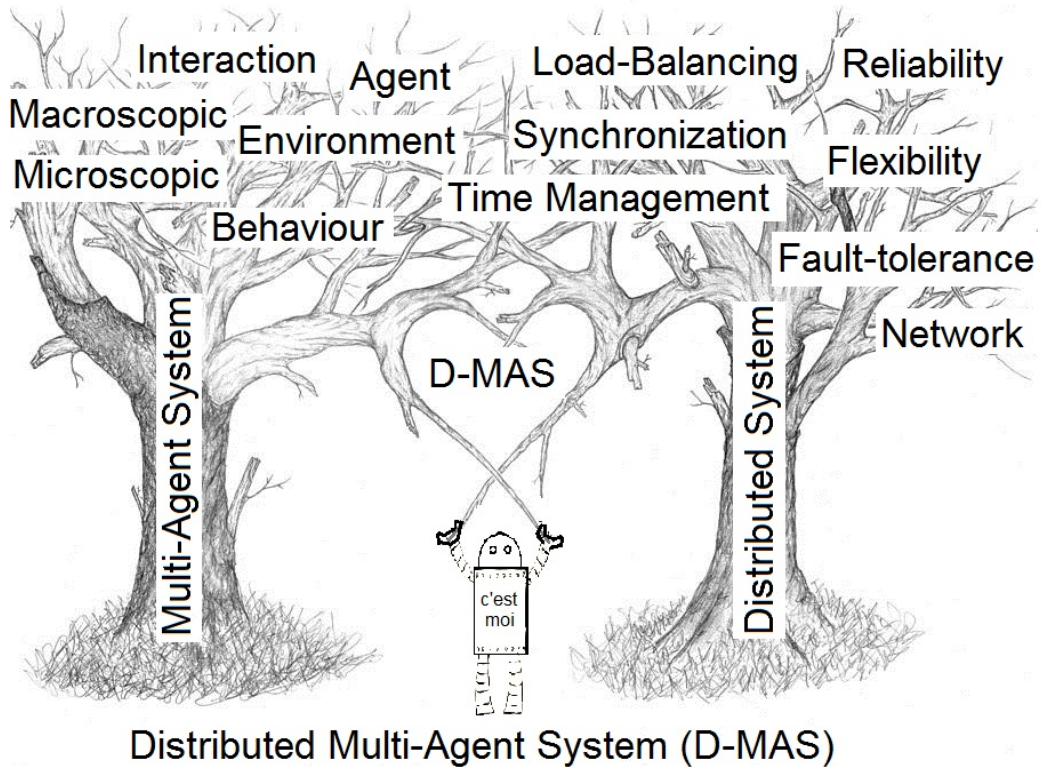 Interaction
Agent
Load-Balancing
Reliability
Macroscopic
Environment
Synchronization
Flexibility
Microscopic
Time Management
Behaviour
Fault-tolerance
Network
Multi-Agent System
D-MAS
Distributed System
c'est
moi
Distributed Multi-Agent System (D-MAS)